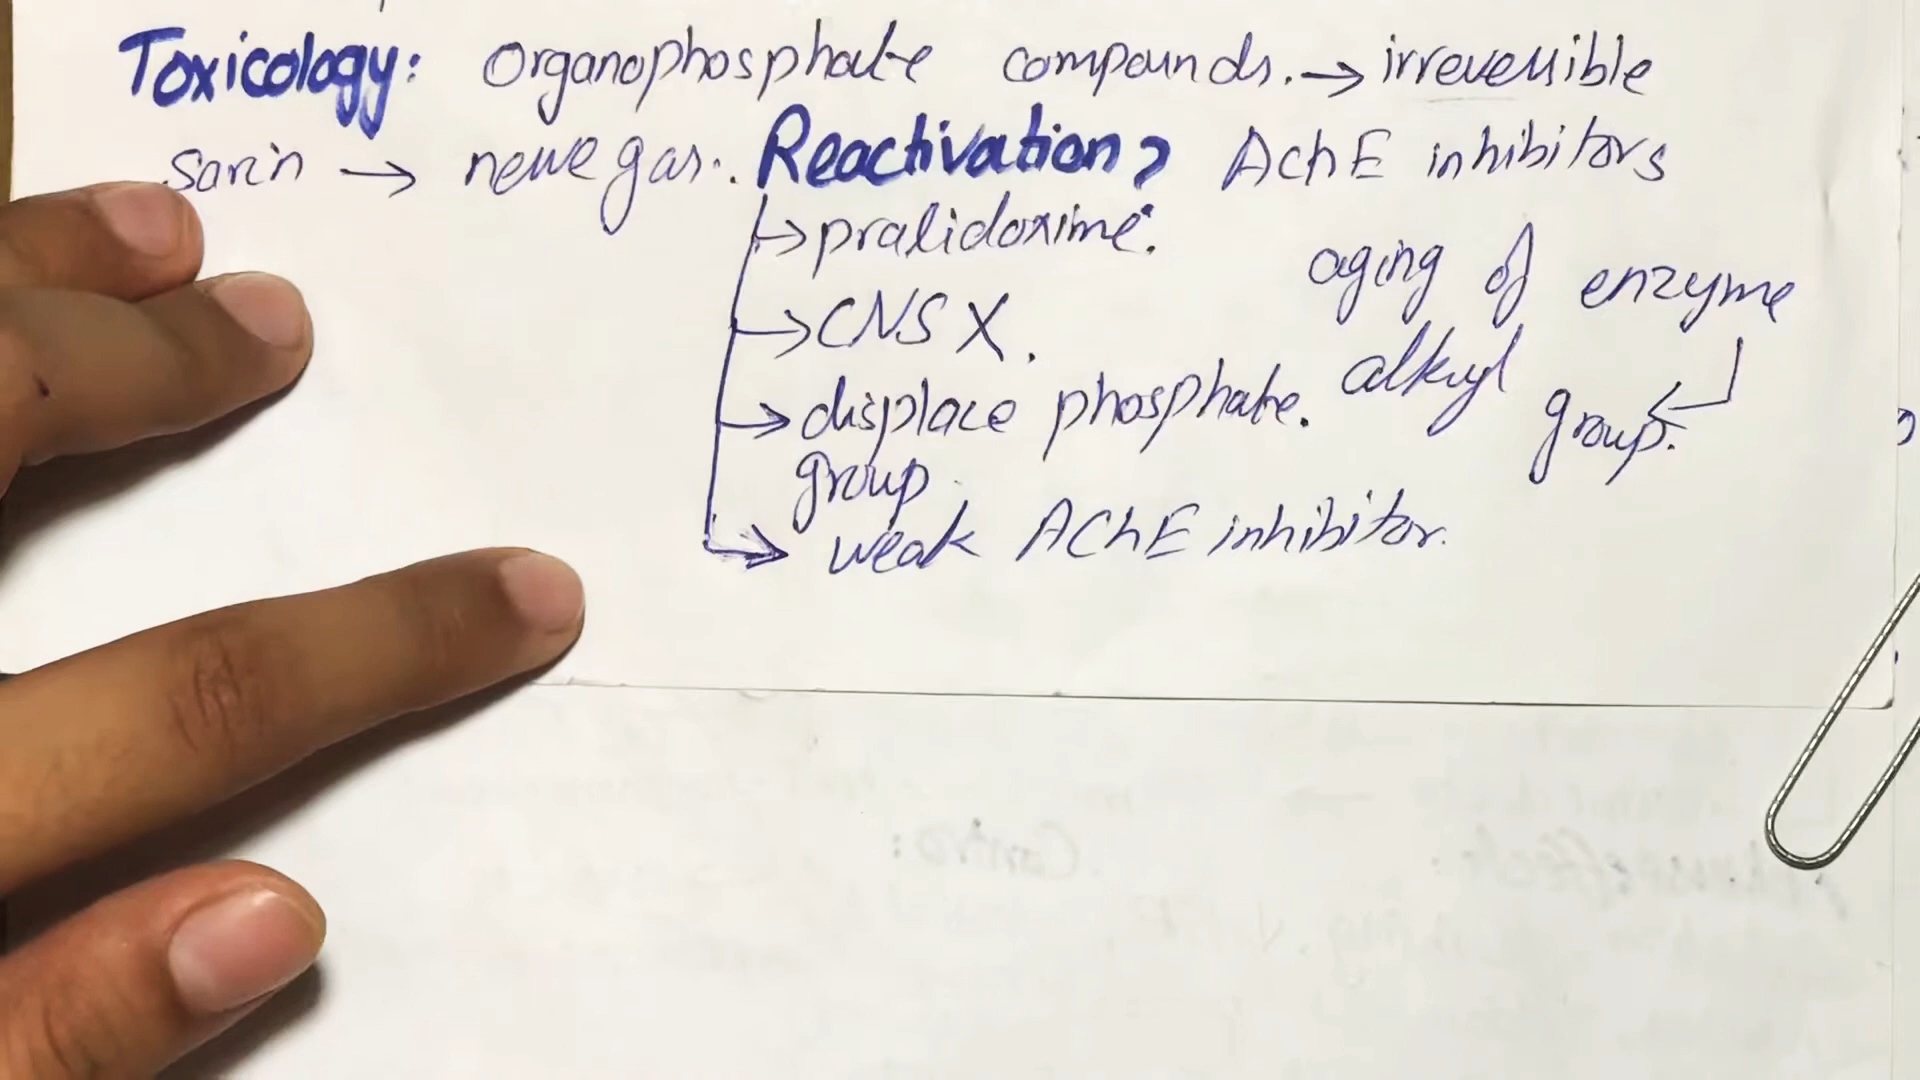 Toxicology: Organophosphate compounds. → irreversible
sarin → nerve gas. Reactivation: AChE inhibitors
→ pralidoxime.
aging of enzyme
→ CNS X.
alkyl group.
→ displace phosphate.
group
→ weak AChE inhibitor.
Contra: